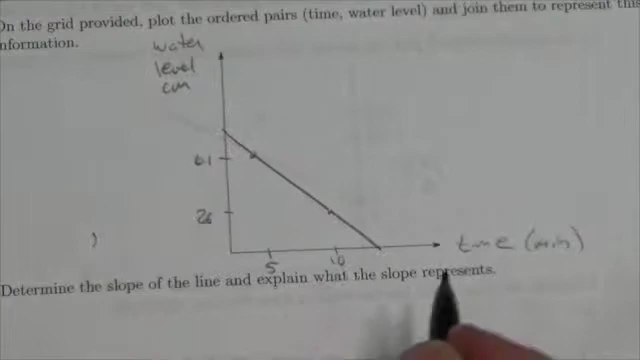 On the grid provided, plot the ordered pairs (time, water level) and join them to represent this
information.
water
level
cm
61
26
5
10
time (min)
Determine the slope of the line and explain what the slope represents.